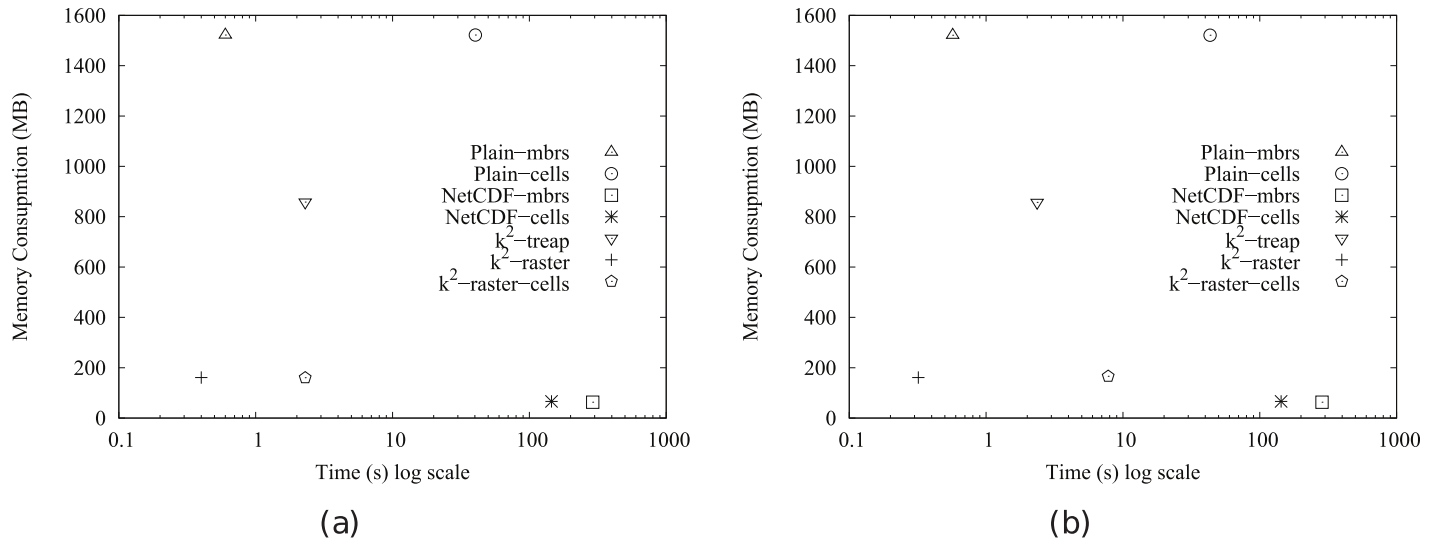 1600
1400
1200
1000
800
600
400
200
0
Memory Consupmtion (MB)
Plain−mbrs
Plain−cells
NetCDF−mbrs
NetCDF−cells
k²−treap
k²−raster
k²−raster−cells
0.1 1 10 100 1000
Time (s) log scale
(a)
1600
1400
1200
1000
800
600
400
200
0
Memory Consupmtion (MB)
Plain−mbrs
Plain−cells
NetCDF−mbrs
NetCDF−cells
k²−treap
k²−raster
k²−raster−cells
0.1 1 10 100 1000
Time (s) log scale
(b)